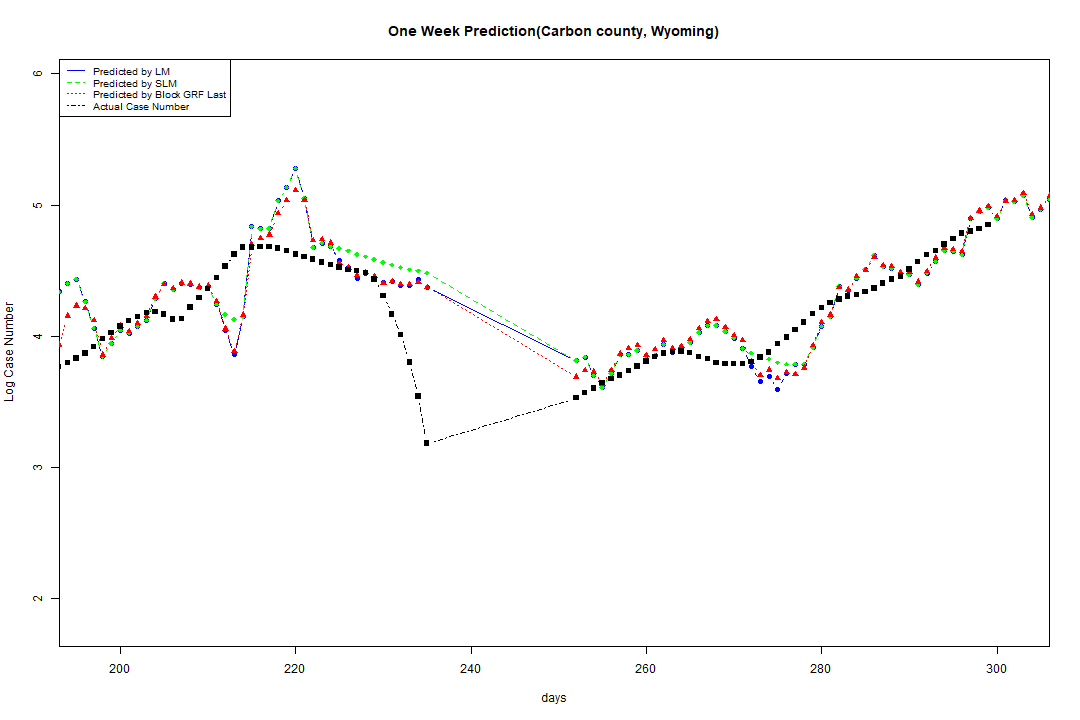 One Week Prediction(Carbon county, Wyoming)
Predicted by LM
Predicted by SLM
Predicted by Block GRF Last
Actual Case Number
6
5
4
3
2
Log Case Number
200 220 240 260 280 300
days